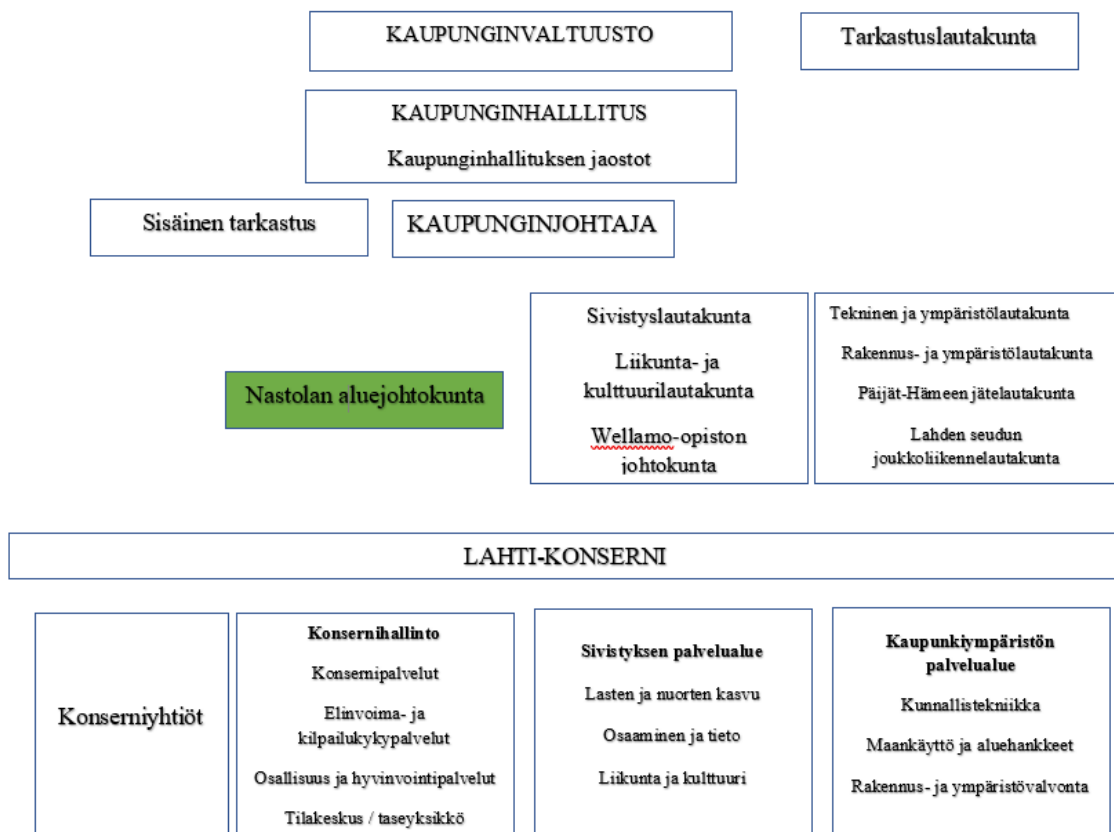 KAUPUNGINVALTUUSTO
Tarkastuslautakunta
KAUPUNGINHALLLITUS
Kaupunginhallituksen jaostot
Sisäinen tarkastus
KAUPUNGINJOHTAJA
Nastolan aluejohtokunta
Sivistyslautakunta
Liikunta- ja
kulttuurilautakunta
Wellamo-opiston
johtokunta
Tekninen ja ympäristölautakunta
Rakennus- ja ympäristölautakunta
Päijät-Hämeen jätelautakunta
Lahden seudun
joukkoliikennelautakunta
LAHTI-KONSERNI
Konserniyhtiöt
Konsernihallinto
Konsernipalvelut
Elinvoima- ja
kilpailukykypalvelut
Osallisuus ja hyvinvointipalvelut
Tilakeskus / taseyksikkö
Sivistyksen palvelualue
Lasten ja nuorten kasvu
Osaaminen ja tieto
Liikunta ja kulttuuri
Kaupunkiympäristön
palvelualue
Kunnallistekniikka
Maankäyttö ja aluehankkeet
Rakennus- ja ympäristövalvonta